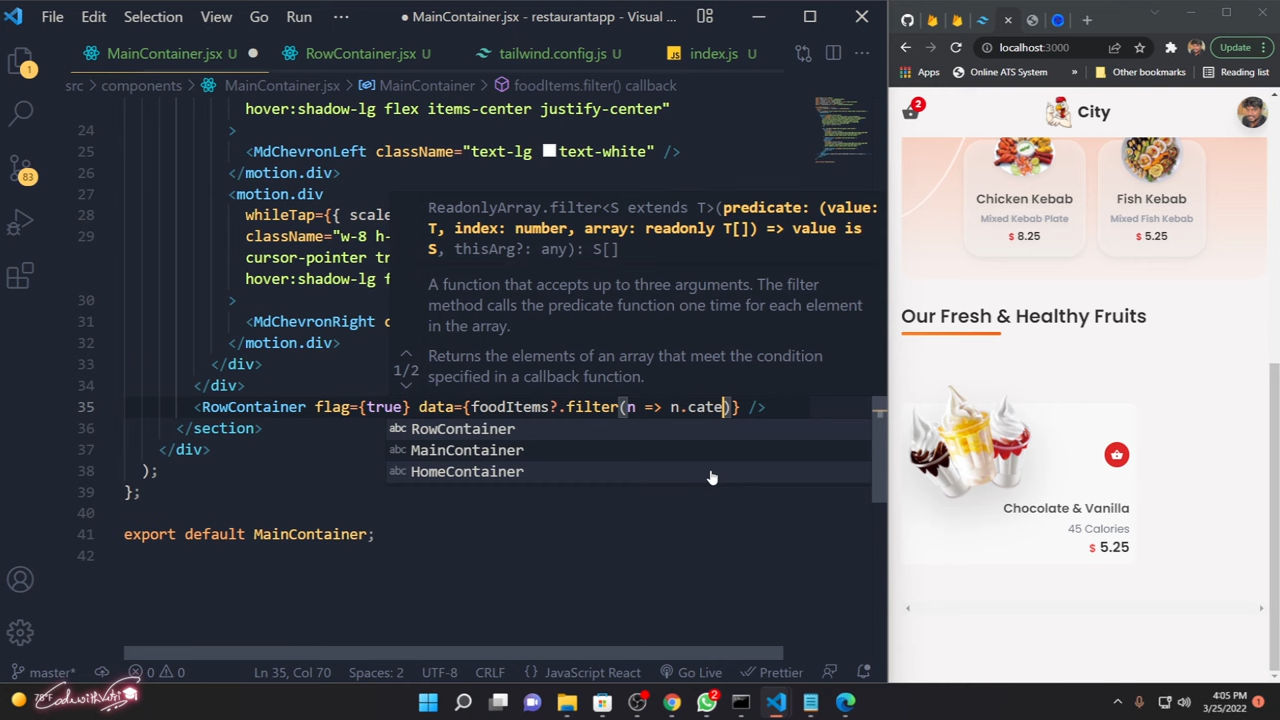 File Edit Selection View Go Run ··· ● MainContainer.jsx - restaurantapp - Visual ...
MainContainer.jsx U ● RowContainer.jsx U tailwind.config.js U JS index.js U ···
src > components > MainContainer.jsx > MainContainer > foodItems.filter() callback
hover:shadow-lg flex items-center justify-center"
24 >
25 <MdChevronLeft className="text-lg text-white" />
26 </motion.div>
27 <motion.div
28 whileTap={{ scale
29 className="w-8 h-
cursor-pointer tr
hover:shadow-lg f
30 >
31 <MdChevronRight c
32 </motion.div>
33 </div>
34 </div>
35 <RowContainer flag={true} data={foodItems?.filter(n => n.cate)} />
36 </section>
37 </div>
38 );
39 };
40
41 export default MainContainer;
42
ReadonlyArray.filter<S extends T>(predicate: (value:
T, index: number, array: readonly T[]) => value is
S, thisArg?: any): S[]
A function that accepts up to three arguments. The filter
method calls the predicate function one time for each element
in the array.
1/2
Returns the elements of an array that meet the condition
specified in a callback function.
abc RowContainer
abc MainContainer
abc HomeContainer
1
83
master* 0 0 Ln 35, Col 70 Spaces: 2 UTF-8 CRLF {} JavaScript React Go Live Prettier
localhost:3000 Update
Apps Online ATS System » Other bookmarks Reading list
2 City
Chicken Kebab Fish Kebab
Mixed Kebab Plate Mixed Fish Kebab
$ 8.25 $ 5.25
Our Fresh & Healthy Fruits
Chocolate & Vanilla
45 Calories
$ 5.25
78°F
2
4:05 PM
3/25/2022
1